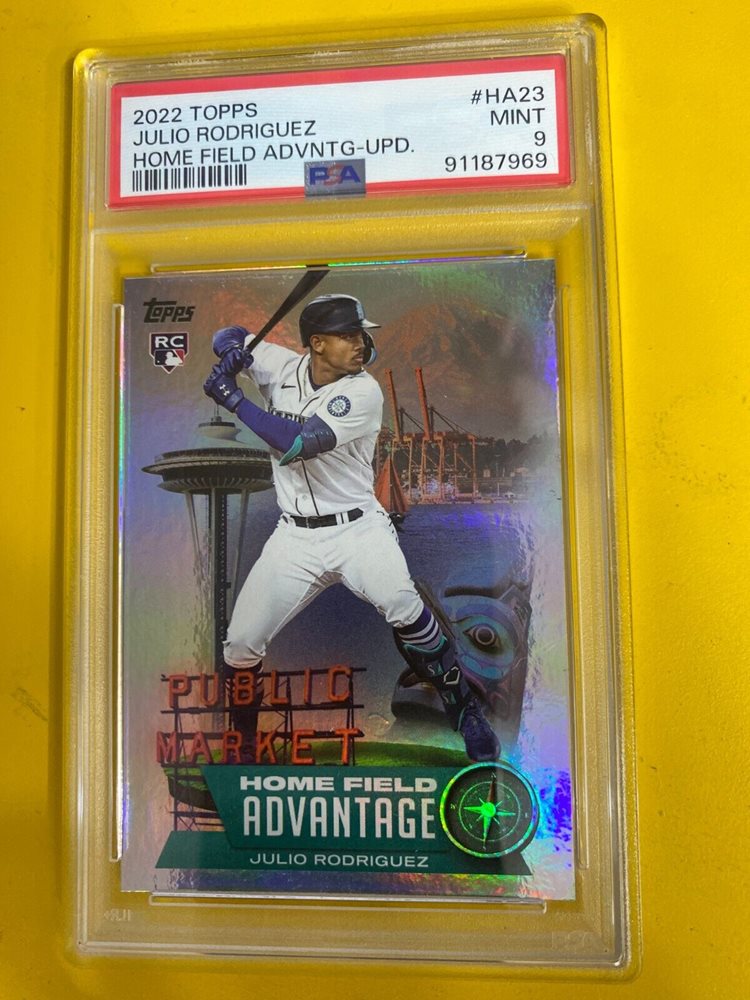 2022 TOPPS #HA23
JULIO RODRIGUEZ MINT
HOME FIELD ADVNTG-UPD. 9
PSA 91187969
Topps
RC
PUBLIC
MARKET
HOME FIELD
ADVANTAGE
JULIO RODRIGUEZ